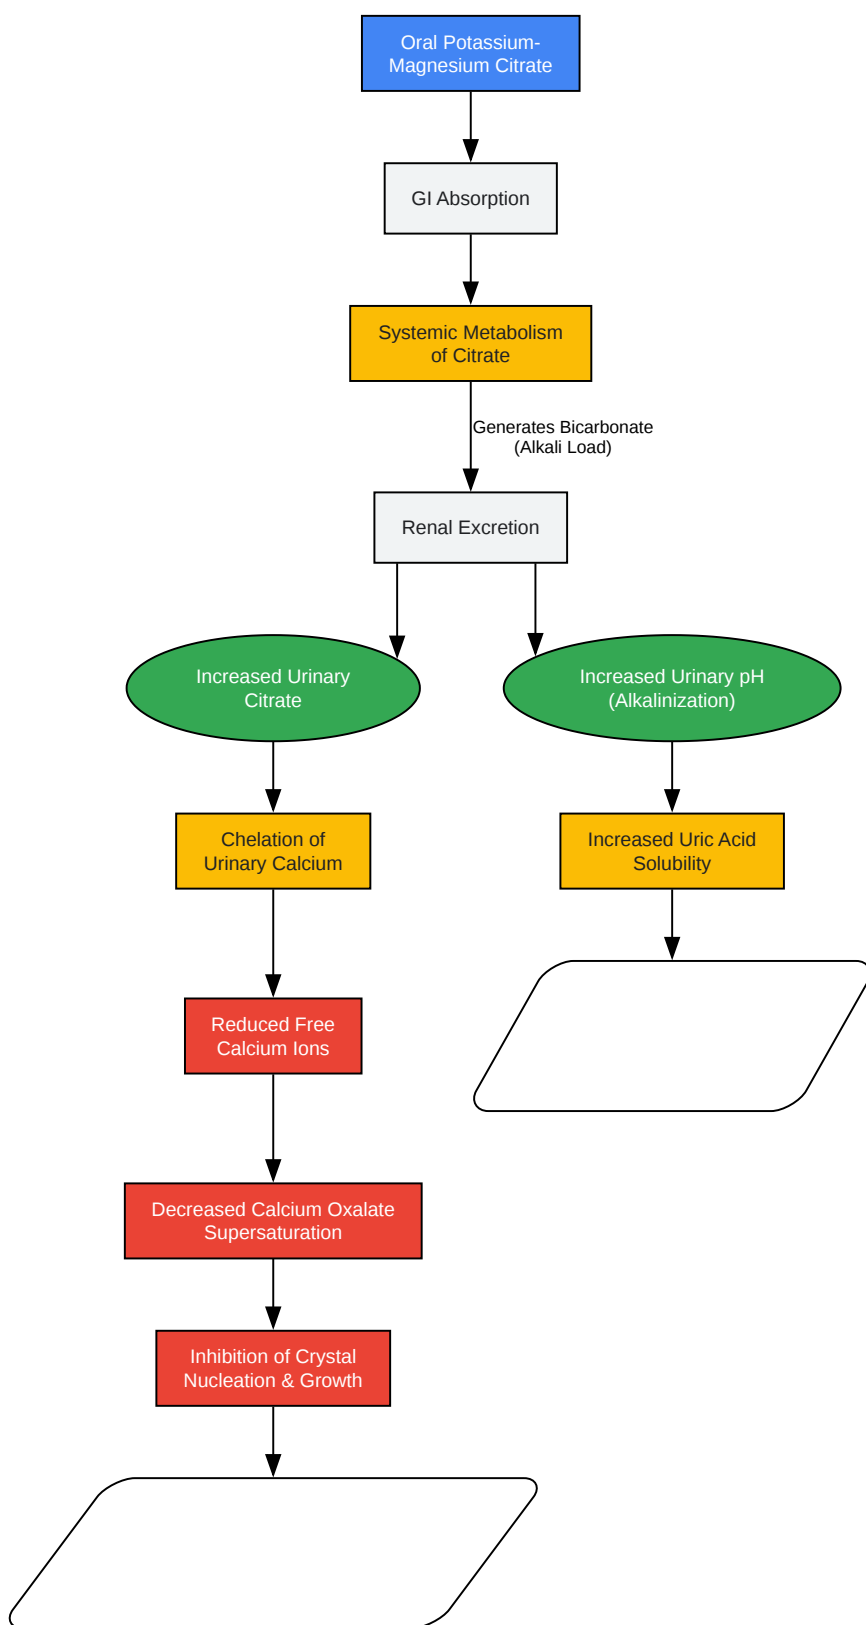 Oral Potassium-
Magnesium Citrate
GI Absorption
Systemic Metabolism
of Citrate
Generates Bicarbonate
(Alkali Load)
Renal Excretion
Increased Urinary
Citrate
Increased Urinary pH
(Alkalinization)
Chelation of
Urinary Calcium
Increased Uric Acid
Solubility
Reduced Free
Calcium Ions
Decreased Calcium Oxalate
Supersaturation
Inhibition of Crystal
Nucleation & Growth